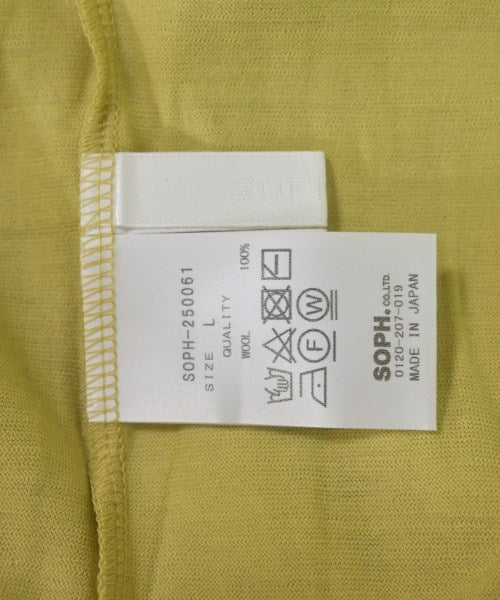 SOPH-250061
SIZE L
QUALITY
WOOL 100%
F W
SOPH. CO.,LTD.
0120-207-019
MADE IN JAPAN